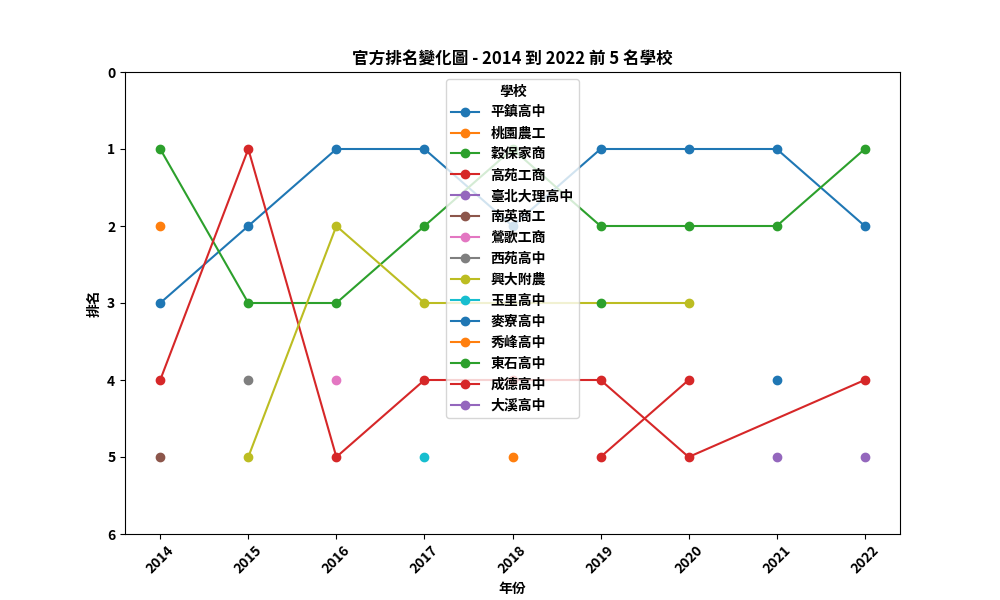 官方排名變化圖 - 2014 到 2022 前 5 名學校
學校
平鎮高中
桃園農工
穀保家商
高苑工商
臺北大理高中
南英商工
鶯歌工商
西苑高中
興大附農
玉里高中
麥寮高中
秀峰高中
東石高中
成德高中
大溪高中
排名
0
1
2
3
4
5
6
2014
2015
2016
2017
2018
2019
2020
2021
2022
年份